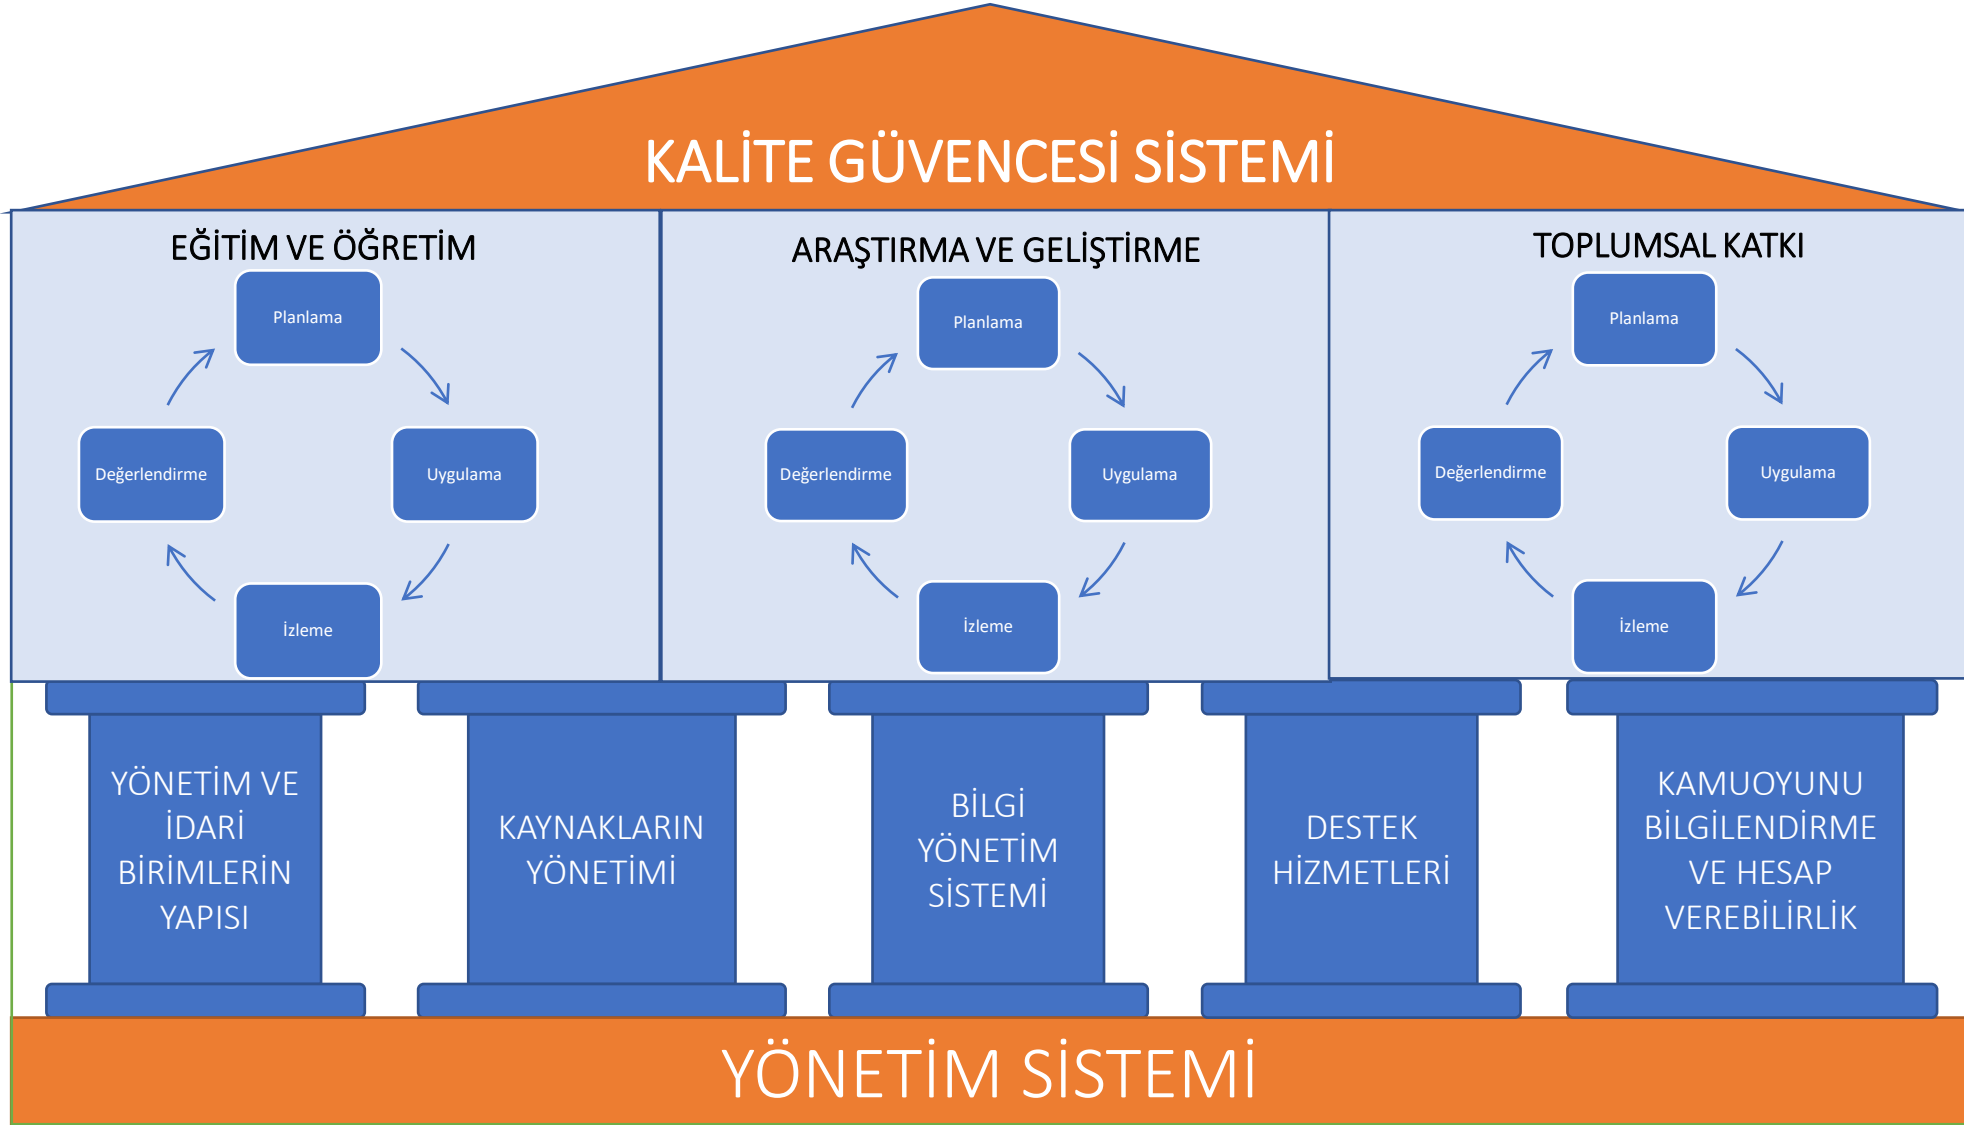 KALİTE GÜVENCESİ SİSTEMİ
EĞİTİM VE ÖĞRETİM
Planlama
Uygulama
İzleme
Değerlendirme
ARAŞTIRMA VE GELİŞTİRME
Planlama
Uygulama
İzleme
Değerlendirme
TOPLUMSAL KATKI
Planlama
Uygulama
İzleme
Değerlendirme
YÖNETİM VE
İDARİ
BİRİMLERİN
YAPISI
KAYNAKLARIN
YÖNETİMİ
BİLGİ
YÖNETİM
SİSTEMİ
DESTEK
HİZMETLERİ
KAMUOYUNU
BİLGİLENDİRME
VE HESAP
VEREBİLİRLİK
YÖNETİM SİSTEMİ